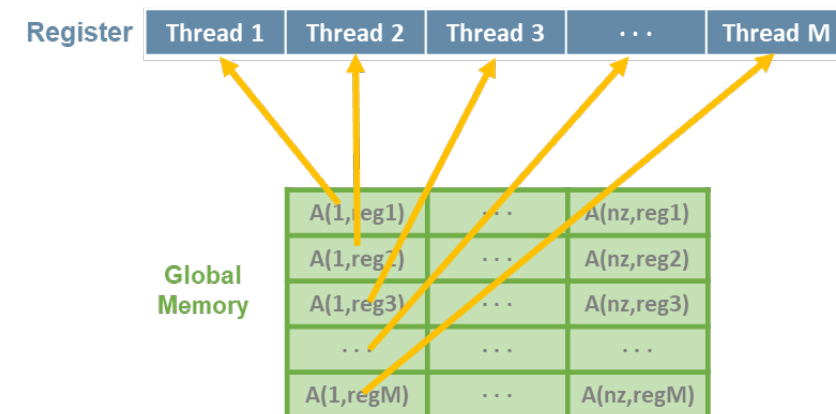 Register Thread 1 Thread 2 Thread 3 ... Thread M
A(1,reg1) ... A(nz,reg1)
A(1,reg2) ... A(nz,reg2)
Global
Memory
A(1,reg3) ... A(nz,reg3)
... ... ...
A(1,regM) ... A(nz,regM)